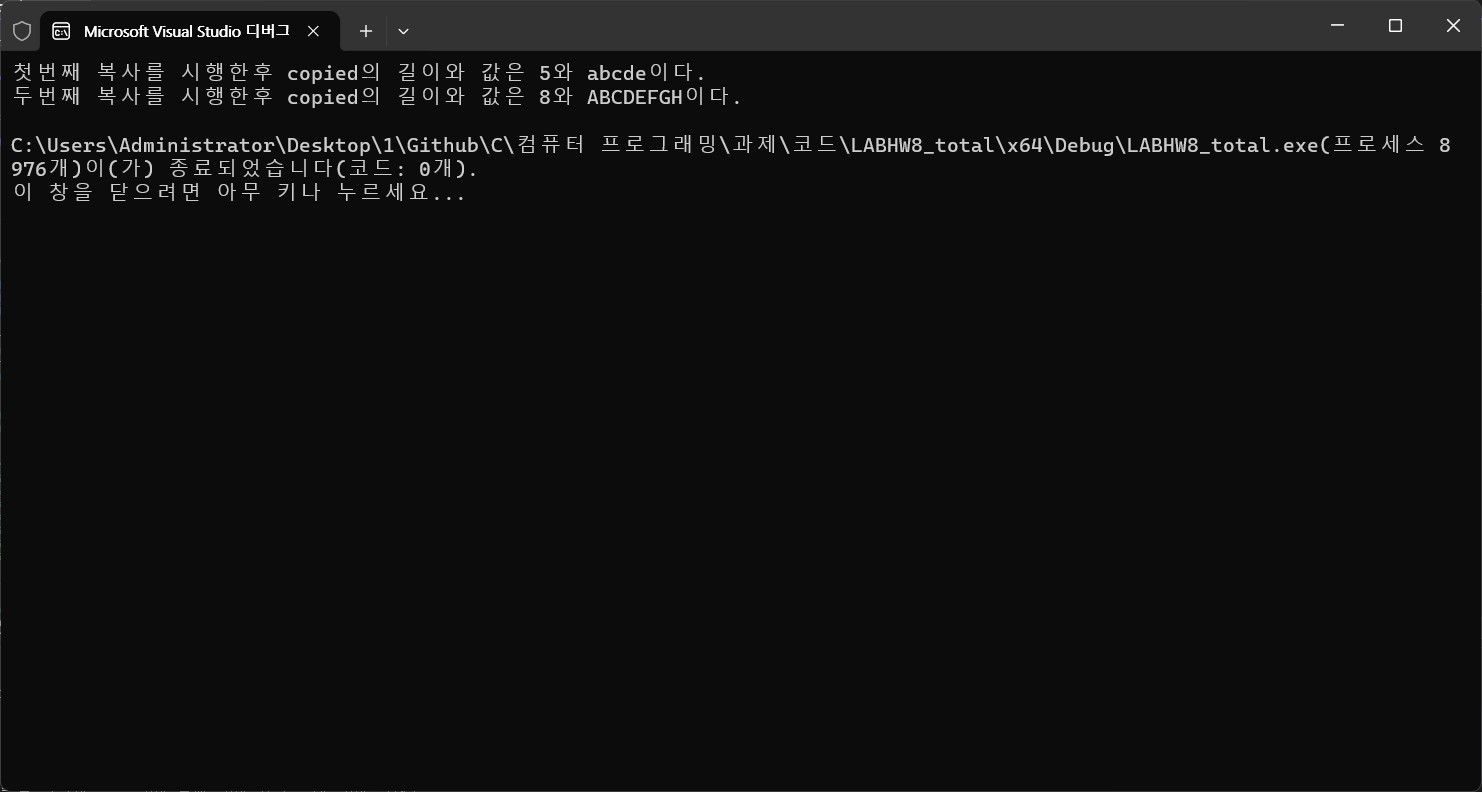 Microsoft Visual Studio 디버그
첫번째 복사를 시행한후 copied의 길이와 값은 5와 abcde이다.
두번째 복사를 시행한후 copied의 길이와 값은 8와 ABCDEFGH이다.
C:\Users\Administrator\Desktop\1\Github\C\컴퓨터 프로그래밍\과제\코드\LABHW8_total\x64\Debug\LABHW8_total.exe(프로세스 8
976개)이(가) 종료되었습니다(코드: 0개).
이 창을 닫으려면 아무 키나 누르세요...